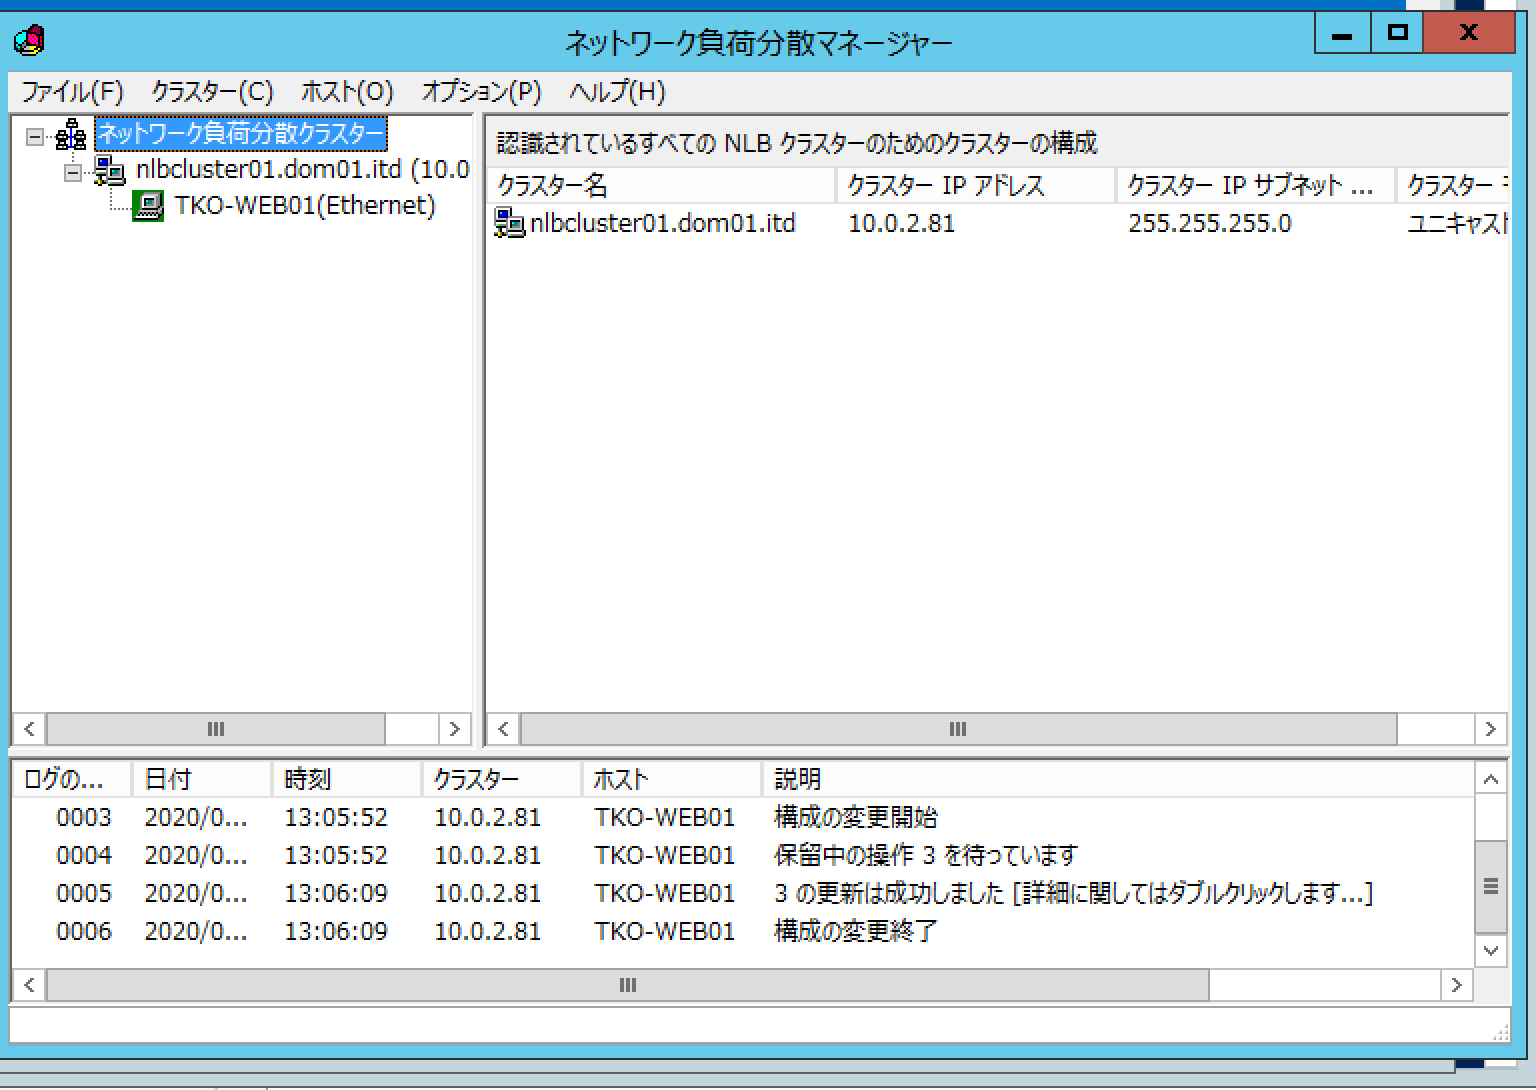 ネットワーク負荷分散マネージャー
ファイル(F) クラスター(C) ホスト(O) オプション(P) ヘルプ(H)
ネットワーク負荷分散クラスター
nlbcluster01.dom01.itd (10.0
TKO-WEB01(Ethernet)
認識されているすべての NLB クラスターのためのクラスターの構成
クラスター名 クラスター IP アドレス クラスター IP サブネット ... クラスター
nlbcluster01.dom01.itd 10.0.2.81 255.255.255.0 ユニキャスト
ログの... 日付 時刻 クラスター ホスト 説明
0003 2020/0... 13:05:52 10.0.2.81 TKO-WEB01 構成の変更開始
0004 2020/0... 13:05:52 10.0.2.81 TKO-WEB01 保留中の操作 3 を待っています
0005 2020/0... 13:06:09 10.0.2.81 TKO-WEB01 3 の更新は成功しました [詳細に関してはダブルクリックします...]
0006 2020/0... 13:06:09 10.0.2.81 TKO-WEB01 構成の変更終了